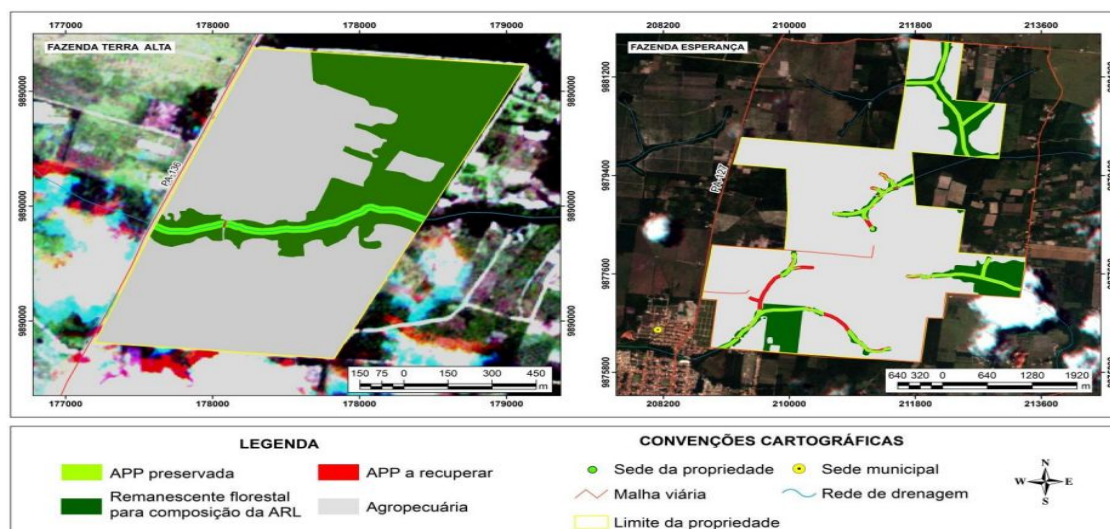 177000 178000 178000 179000
208200 210000 211800 213600
FAZENDA TERRA ALTA
FAZENDA ESPERANÇA
9890000
9890000
9890000
PA-136
150 75 0 150 300 450
m
177000 178000 178000 179000
9881200
9879400
9877600
9875800
PA-127
640 320 0 640 1280 1920
m
208200 210000 211800 213600
LEGENDA
APP preservada
APP a recuperar
Remanescente florestal
para composição da ARL
Agropecuária
CONVENÇÕES CARTOGRÁFICAS
Sede da propriedade
Sede municipal
Malha viária
Rede de drenagem
Limite da propriedade
N
W E
S